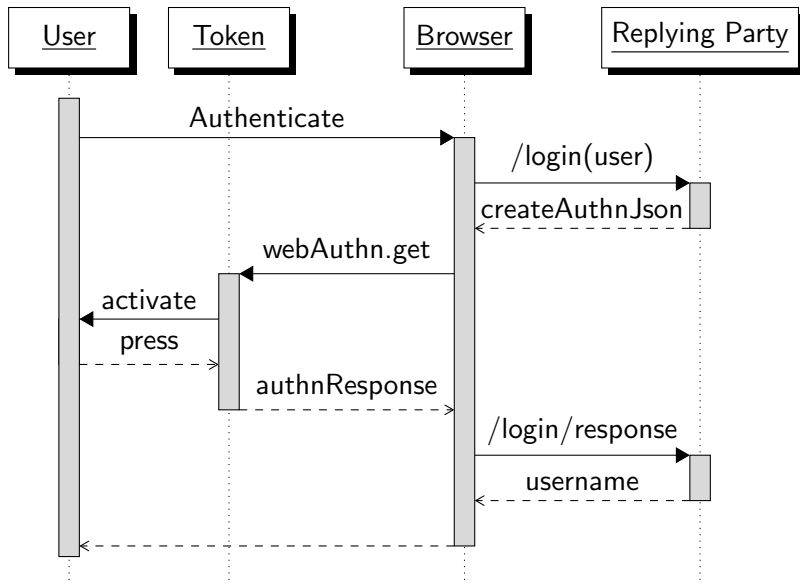 User
Token
Browser
Replying Party
Authenticate
/login(user)
createAuthnJson
webAuthn.get
activate
press
authnResponse
/login/response
username